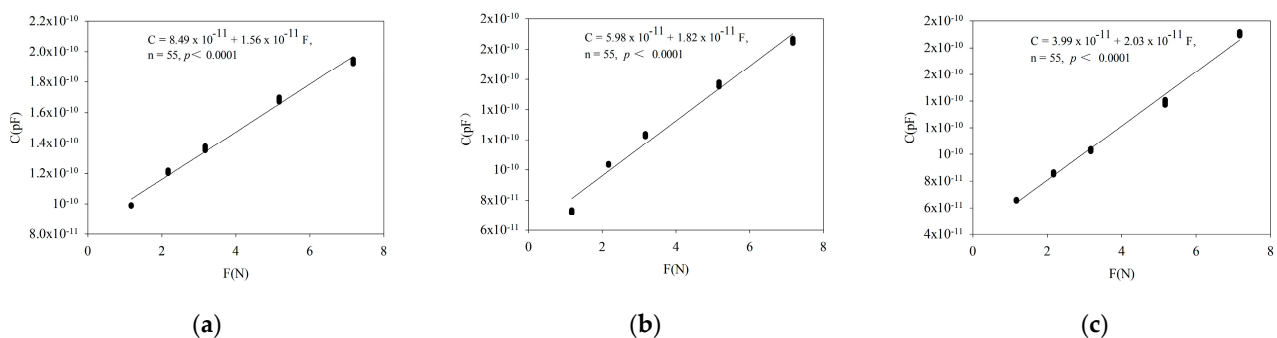 C = 8.49 x 10-11 + 1.56 x 10-11 F,
n = 55, p < 0.0001
2.2x10-10
2.0x10-10
1.8x10-10
1.6x10-10
1.4x10-10
1.2x10-10
10-10
8.0x10-11
C(pF)
0 2 4 6 8
F(N)
(a)
C = 5.98 x 10-11 + 1.82 x 10-11 F,
n = 55, p < 0.0001
2x10-10
2x10-10
2x10-10
1x10-10
1x10-10
10-10
8x10-11
6x10-11
C(pF)
0 2 4 6 8
F(N)
(b)
C = 3.99 x 10-11 + 2.03 x 10-11 F,
n = 55, p < 0.0001
2x10-10
2x10-10
2x10-10
1x10-10
1x10-10
10-10
8x10-11
6x10-11
4x10-11
C(pF)
0 2 4 6 8
F(N)
(c)